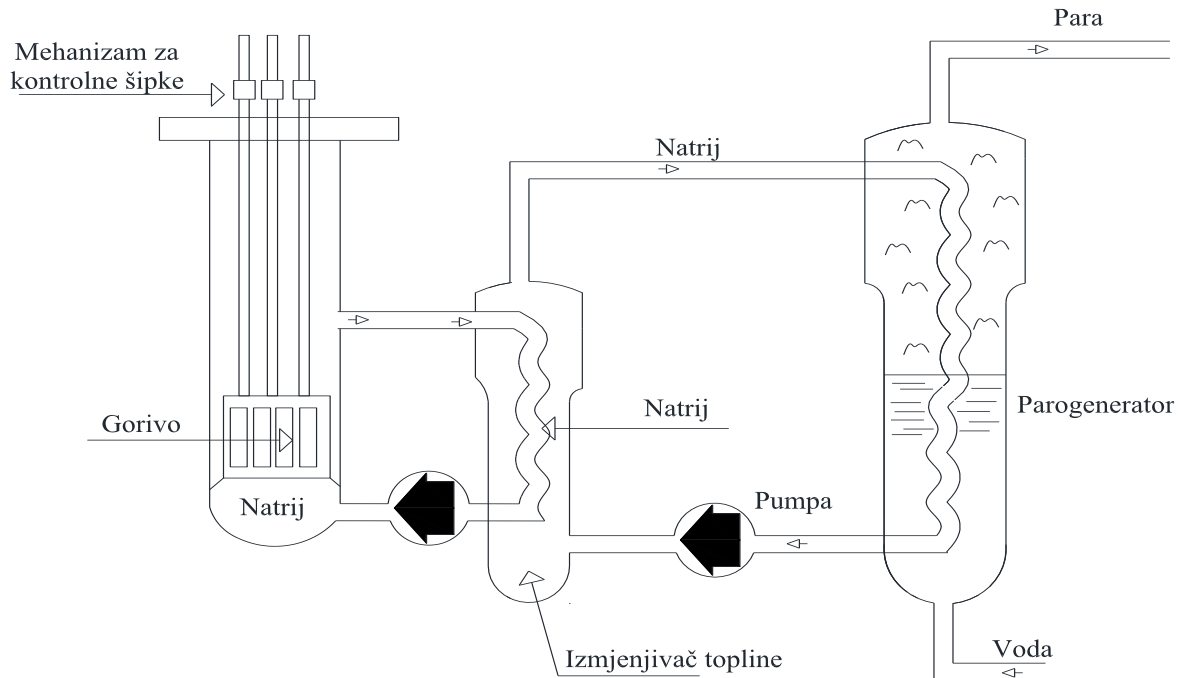 Para
Mehanizam za
kontrolne šipke
Natrij
Natrij
Parogenerator
Gorivo
Natrij
Pumpa
Izmjenjivač topline
Voda